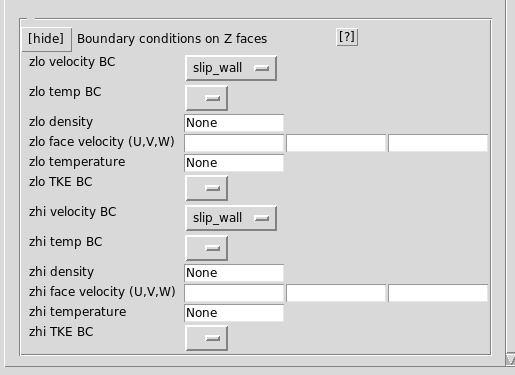 [hide] Boundary conditions on Z faces [?]
zlo velocity BC slip_wall
zlo temp BC
zlo density None
zlo face velocity (U,V,W)
zlo temperature None
zlo TKE BC
zhi velocity BC slip_wall
zhi temp BC
zhi density None
zhi face velocity (U,V,W)
zhi temperature None
zhi TKE BC